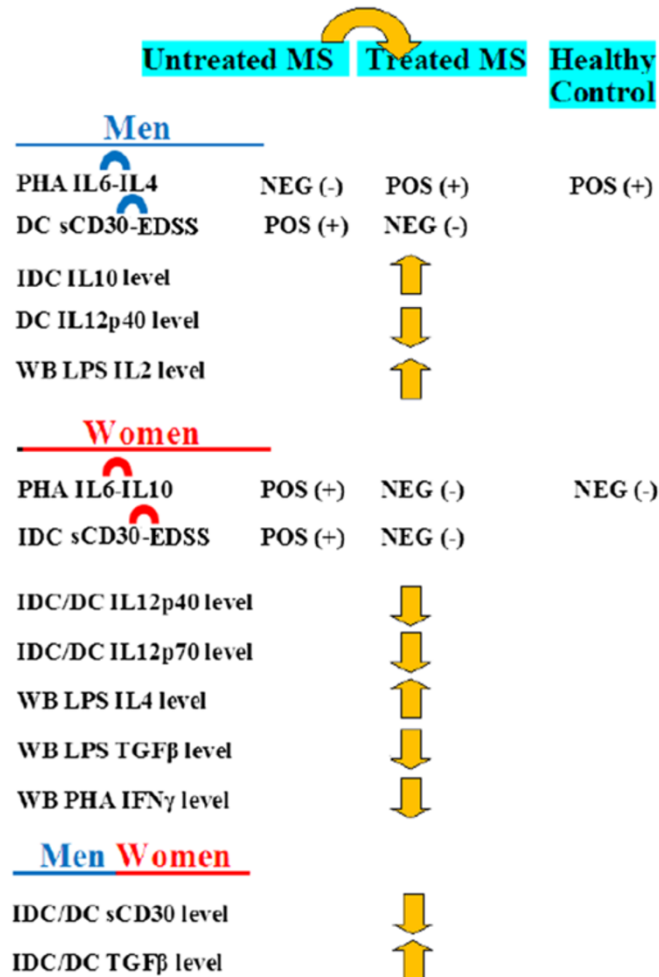 Untreated MS Treated MS Healthy
Control
Men
PHA IL6-IL4 NEG (-) POS (+) POS (+)
DC sCD30-EDSS POS (+) NEG (-)
IDC IL10 level
DC IL12p40 level
WB LPS IL2 level
Women
PHA IL6-IL10 POS (+) NEG (-) NEG (-)
IDC sCD30-EDSS POS (+) NEG (-)
IDC/DC IL12p40 level
IDC/DC IL12p70 level
WB LPS IL4 level
WB LPS TGFβ level
WB PHA IFNγ level
Men Women
IDC/DC sCD30 level
IDC/DC TGFβ level